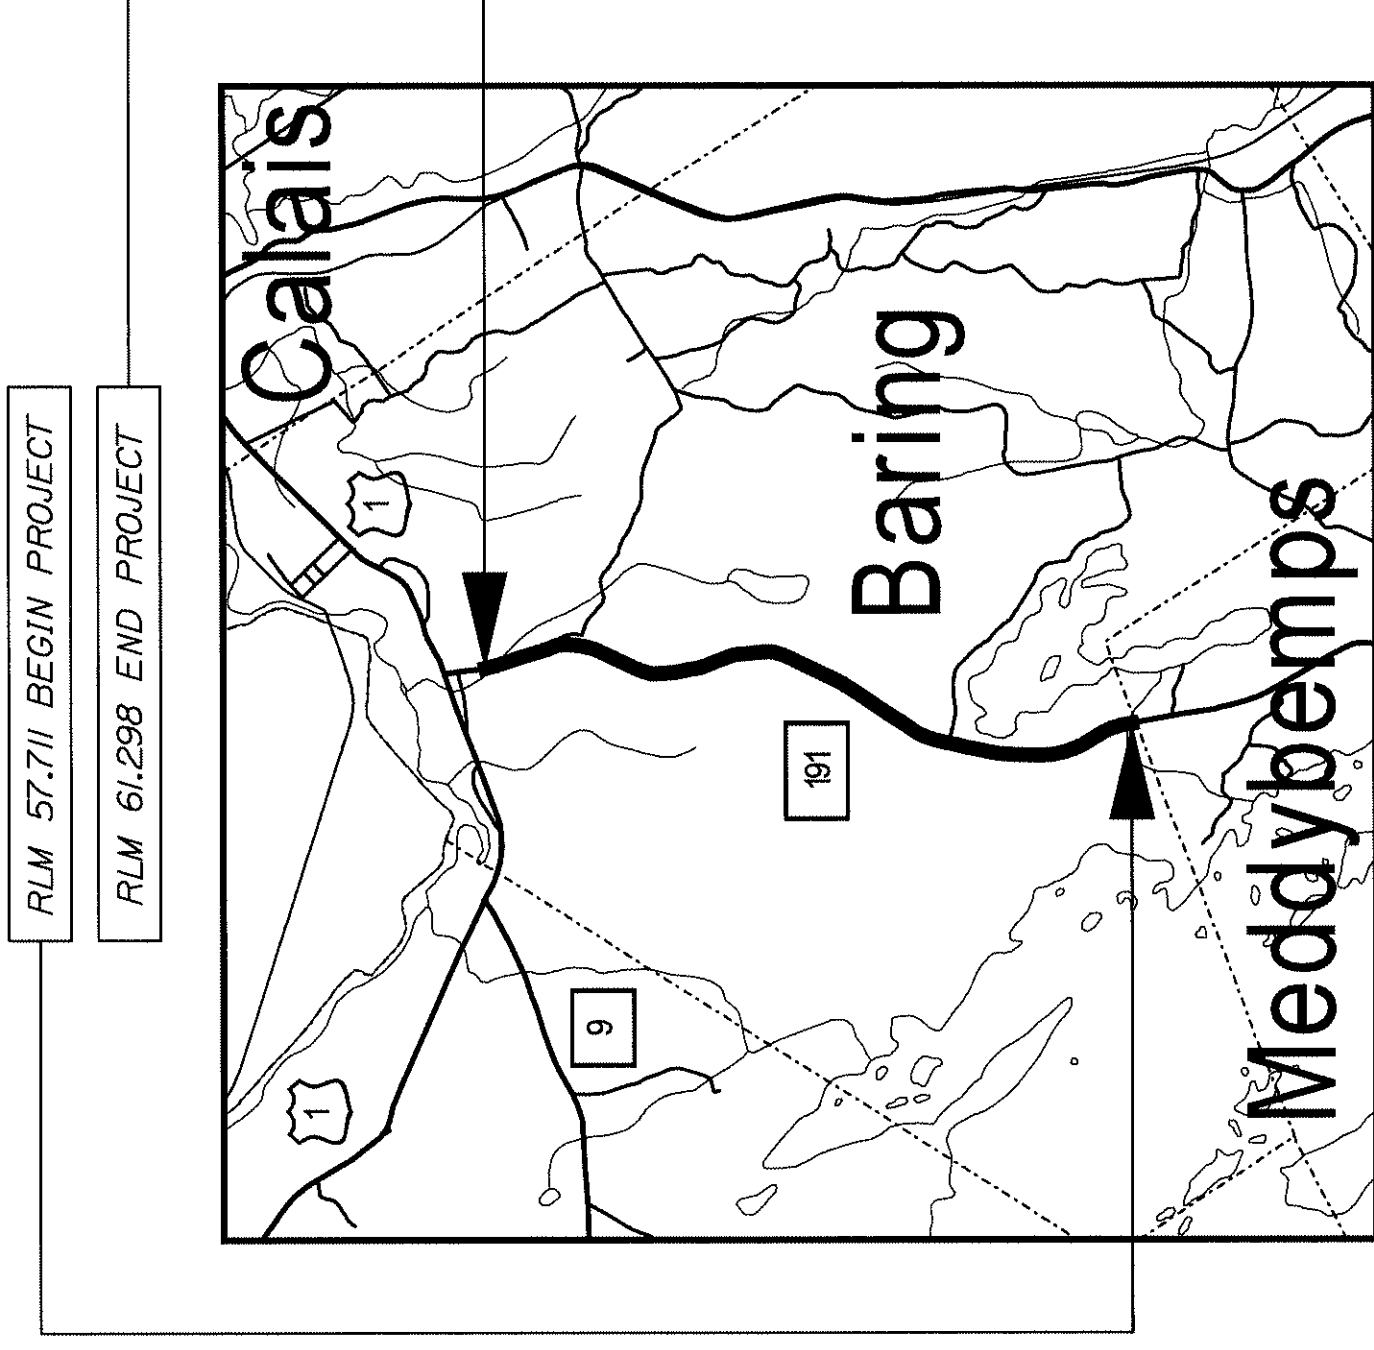 RLM 57.711 BEGIN PROJECT
RLM 61.298 END PROJECT
Calais
1
1
9
191
Baring
Meddybemps